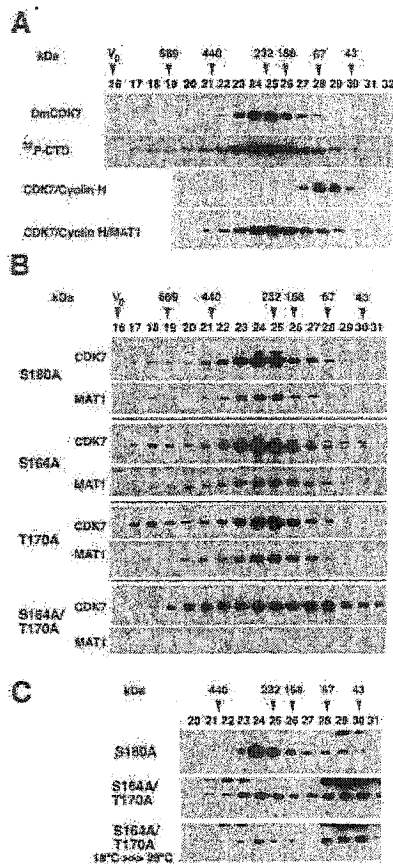 A
kDa V0 669 440 232 158 67 43
16 17 18 19 20 21 22 23 24 25 26 27 28 29 30 31 32
DmCDK7
32P-CTD
CDK7/Cyclin H
CDK7/Cyclin H/MAT1
B
kDa V0 669 440 232 158 67 43
16 17 18 19 20 21 22 23 24 25 26 27 28 29 30 31
S180A
CDK7
MAT1
S164A
CDK7
MAT1
T170A
CDK7
MAT1
S164A/
T170A
CDK7
MAT1
C
kDa 440 232 158 67 43
20 21 22 23 24 25 26 27 28 29 30 31
S180A
S164A/
T170A
S164A/
T170A